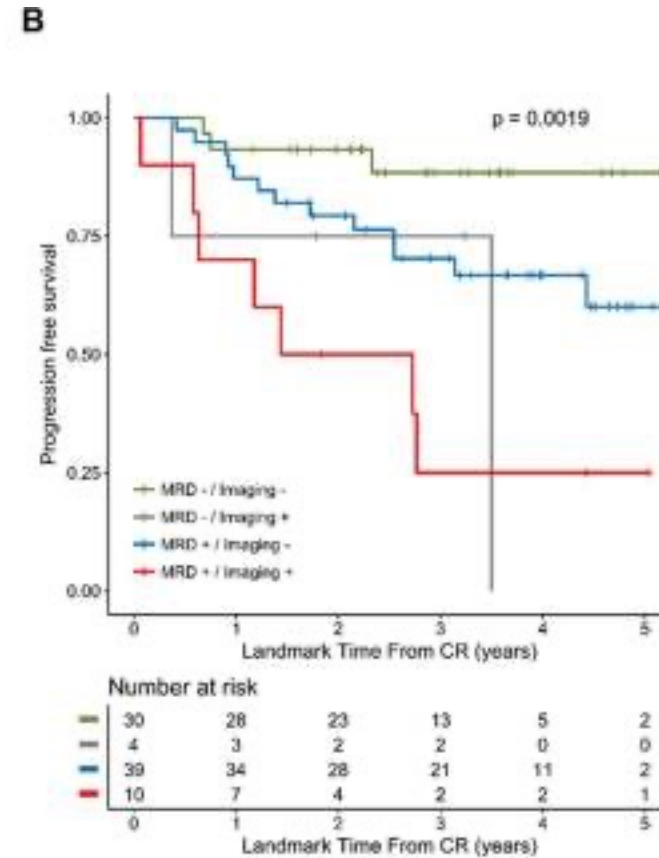 B
p = 0.0019
1.00
0.75
0.50
0.25
0.00
Progression free survival
MRD - / Imaging -
MRD - / Imaging +
MRD + / Imaging -
MRD + / Imaging +
0 1 2 3 4 5
Landmark Time From CR (years)
Number at risk
30 28 23 13 5 2
4 3 2 2 0 0
39 34 28 21 11 2
10 7 4 2 2 1
0 1 2 3 4 5
Landmark Time From CR (years)